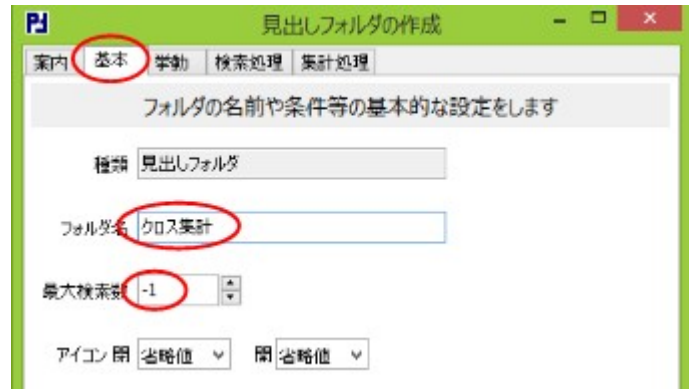 見出しフォルダの作成
案内 基本 挙動 検索処理 集計処理
フォルダの名前や条件等の基本的な設定をします
種類 見出しフォルダ
フォルダ名 クロス集計
最大検索数 -1
アイコン 閉 省略値 開 省略値